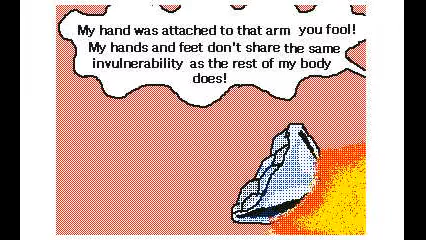 My hand was attached to that arm you fool!
My hands and feet don't share the same
invulnerability as the rest of my body
does!